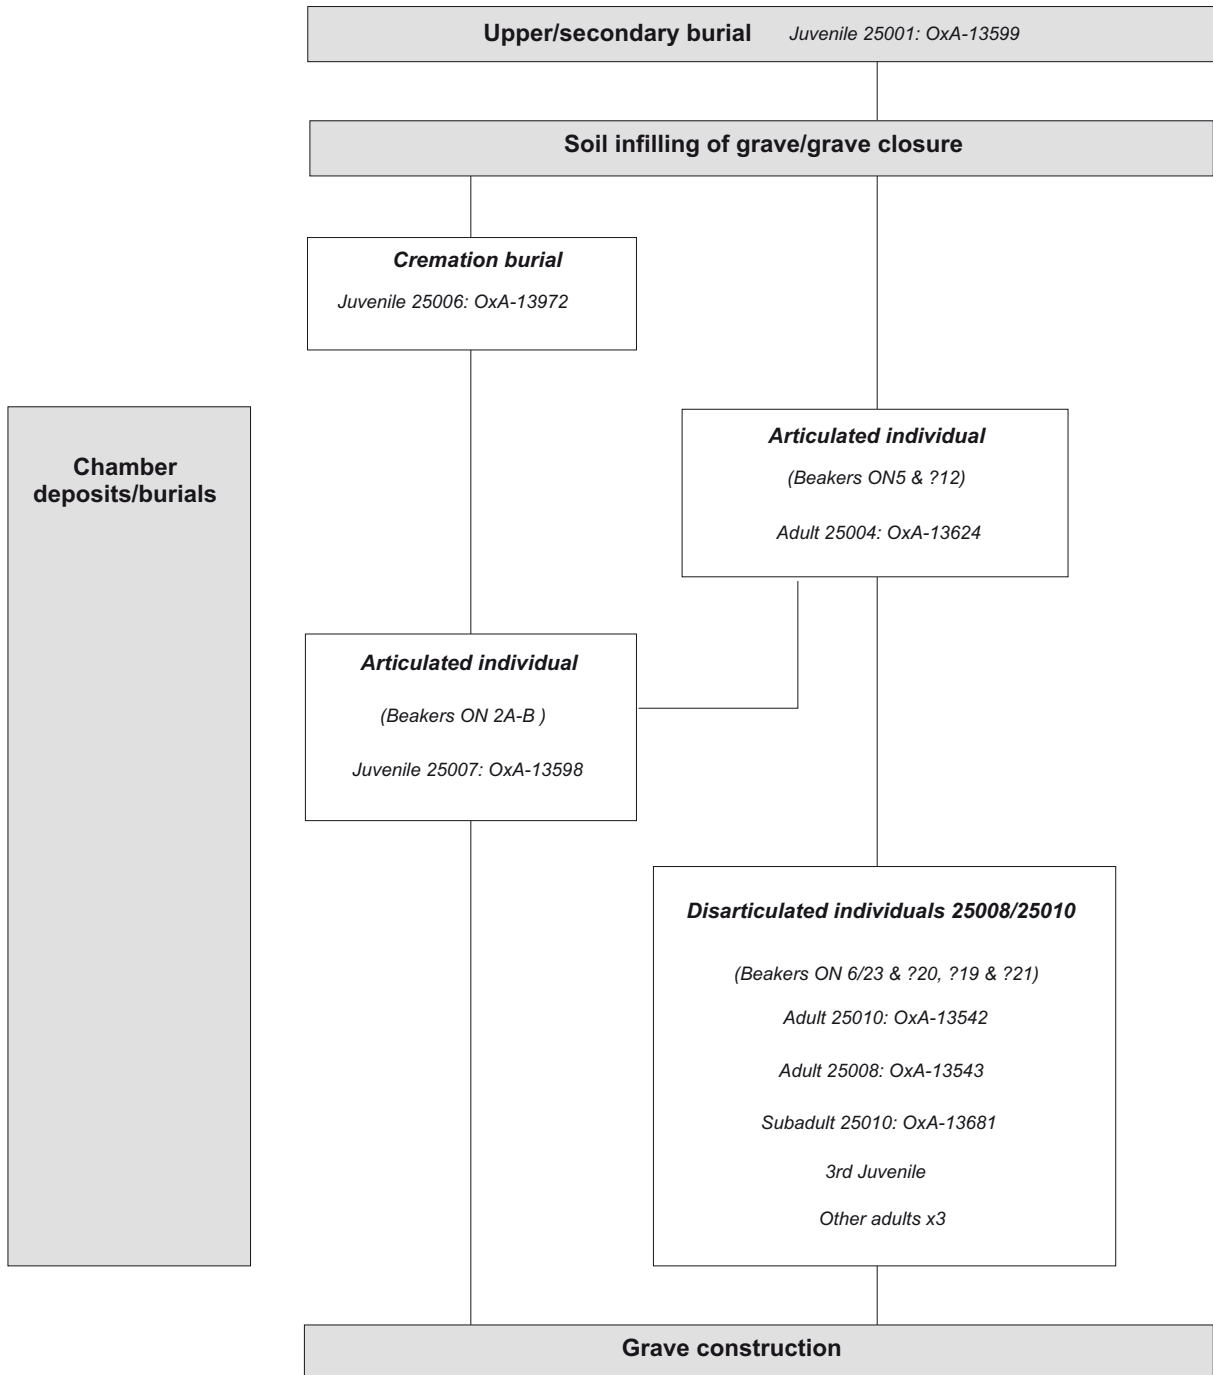 Upper/secondary burial Juvenile 25001: OxA-13599
Soil infilling of grave/grave closure
Cremation burial
Juvenile 25006: OxA-13972
Chamber
deposits/burials
Articulated individual
(Beakers ON5 & ?12)
Adult 25004: OxA-13624
Articulated individual
(Beakers ON 2A-B )
Juvenile 25007: OxA-13598
Disarticulated individuals 25008/25010
(Beakers ON 6/23 & ?20, ?19 & ?21)
Adult 25010: OxA-13542
Adult 25008: OxA-13543
Subadult 25010: OxA-13681
3rd Juvenile
Other adults x3
Grave construction